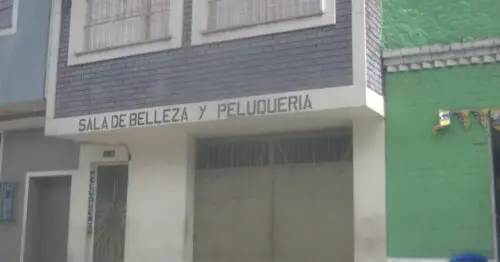 SALA DE BELLEZA Y PELUQUERIA